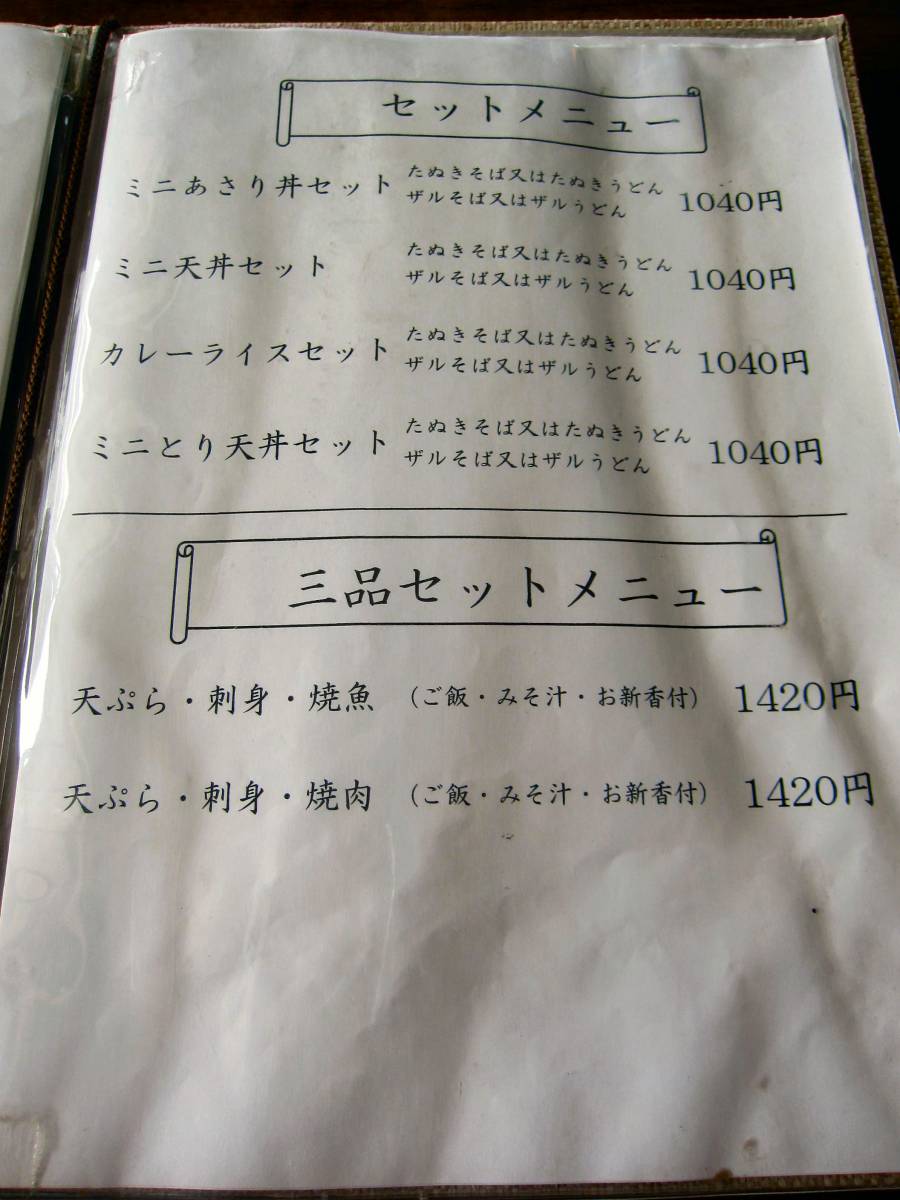 セットメニュー
ミニあさり丼セット たぬきそば又はたぬきうどん 1040円
ザルそば又はザルうどん
ミニ天丼セット たぬきそば又はたぬきうどん 1040円
ザルそば又はザルうどん
カレーライスセット たぬきそば又はたぬきうどん 1040円
ザルそば又はザルうどん
ミニとり天丼セット たぬきそば又はたぬきうどん 1040円
ザルそば又はザルうどん
三品セットメニュー
天ぷら・刺身・焼魚 (ご飯・みそ汁・お新香付) 1420円
天ぷら・刺身・焼肉 (ご飯・みそ汁・お新香付) 1420円